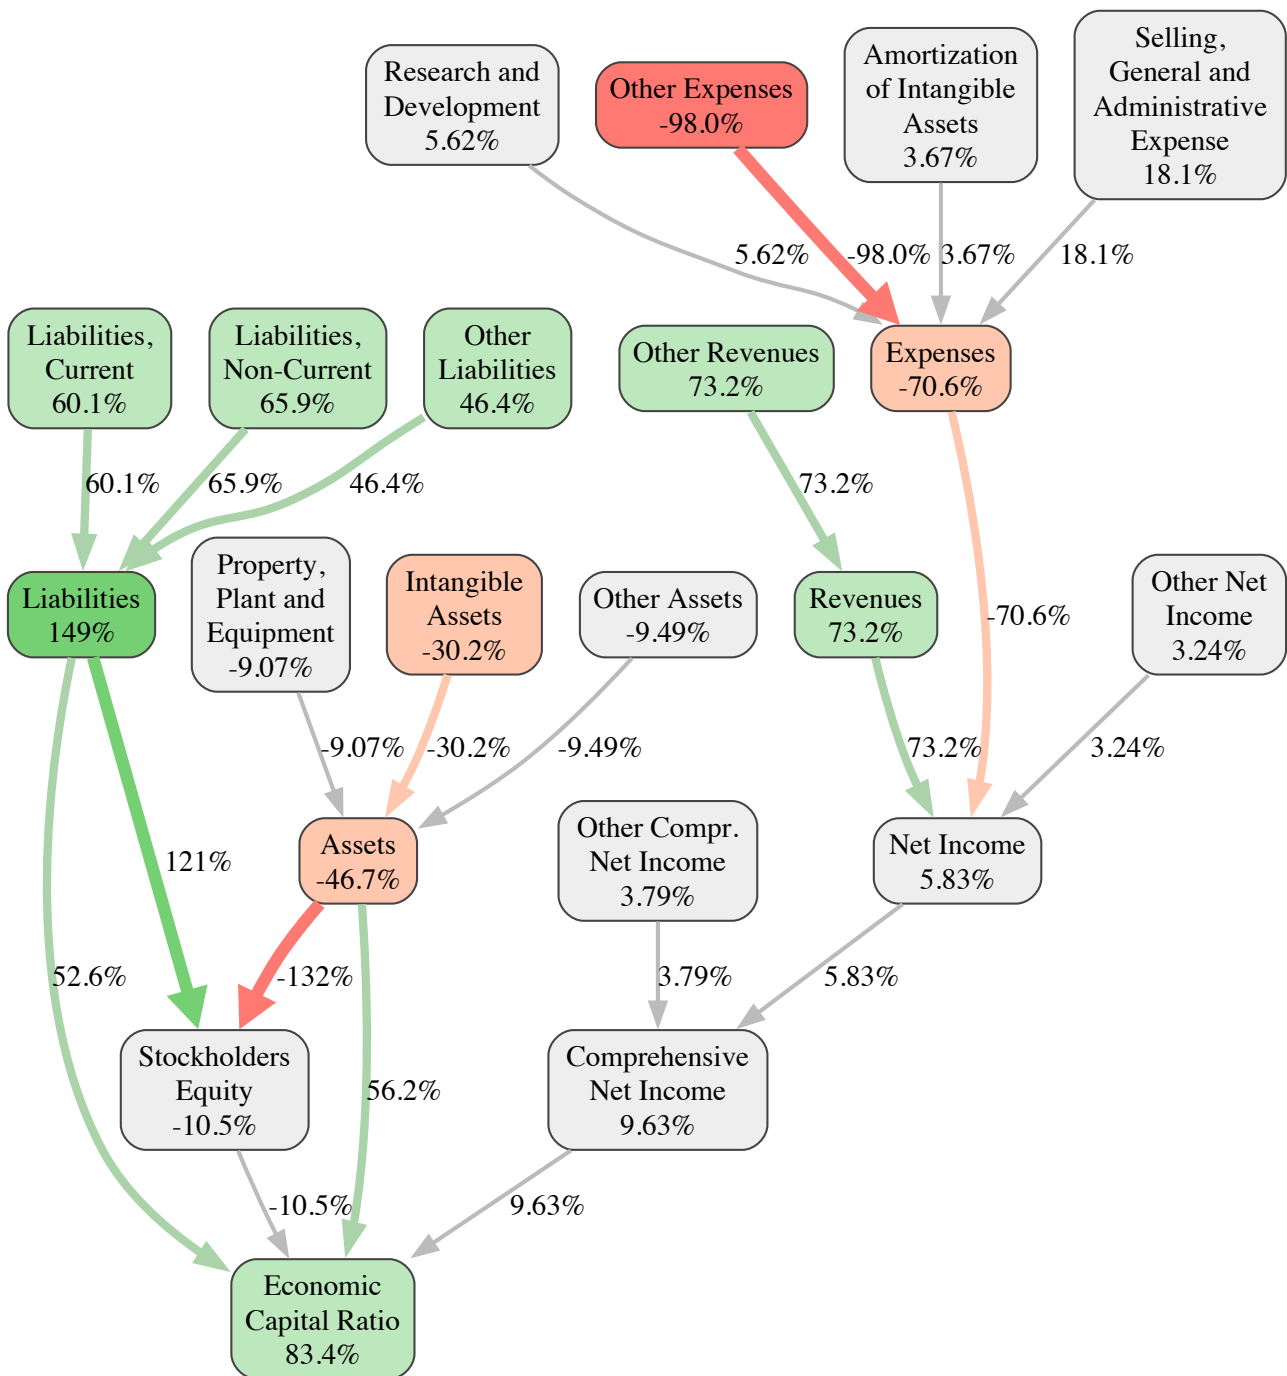 Research and
Development
5.62%
Other Expenses
-98.0%
Amortization
of Intangible
Assets
3.67%
Selling,
General and
Administrative
Expense
18.1%
5.62%
-98.0%
3.67%
18.1%
Liabilities,
Current
60.1%
Liabilities,
Non-Current
65.9%
Other
Liabilities
46.4%
Other Revenues
73.2%
Expenses
-70.6%
60.1%
65.9%
46.4%
73.2%
Liabilities
149%
Property,
Plant and
Equipment
-9.07%
Intangible
Assets
-30.2%
Other Assets
-9.49%
Revenues
73.2%
-70.6%
Other Net
Income
3.24%
-9.07%
-30.2%
-9.49%
73.2%
3.24%
121%
Assets
-46.7%
Other Compr.
Net Income
3.79%
Net Income
5.83%
52.6%
-132%
3.79%
5.83%
Stockholders
Equity
-10.5%
56.2%
Comprehensive
Net Income
9.63%
-10.5%
9.63%
Economic
Capital Ratio
83.4%